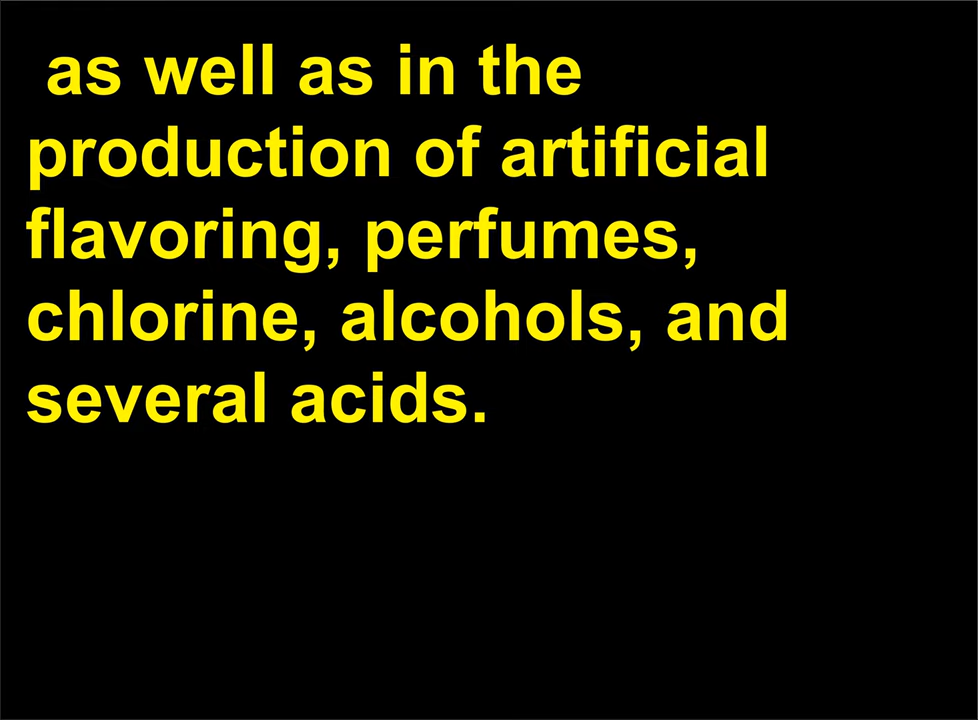 as well as in the
production of artificial
flavoring, perfumes,
chlorine, alcohols, and
several acids.